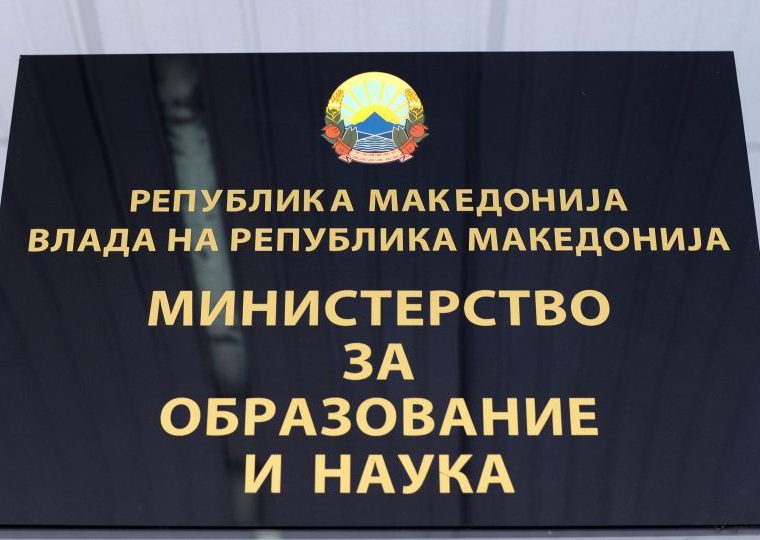 РЕПУБЛИКА МАКЕДОНИЈА
ВЛАДА НА РЕПУБЛИКА МАКЕДОНИЈА
МИНИСТЕРСТВО
ЗА
ОБРАЗОВАНИЕ
И НАУКА